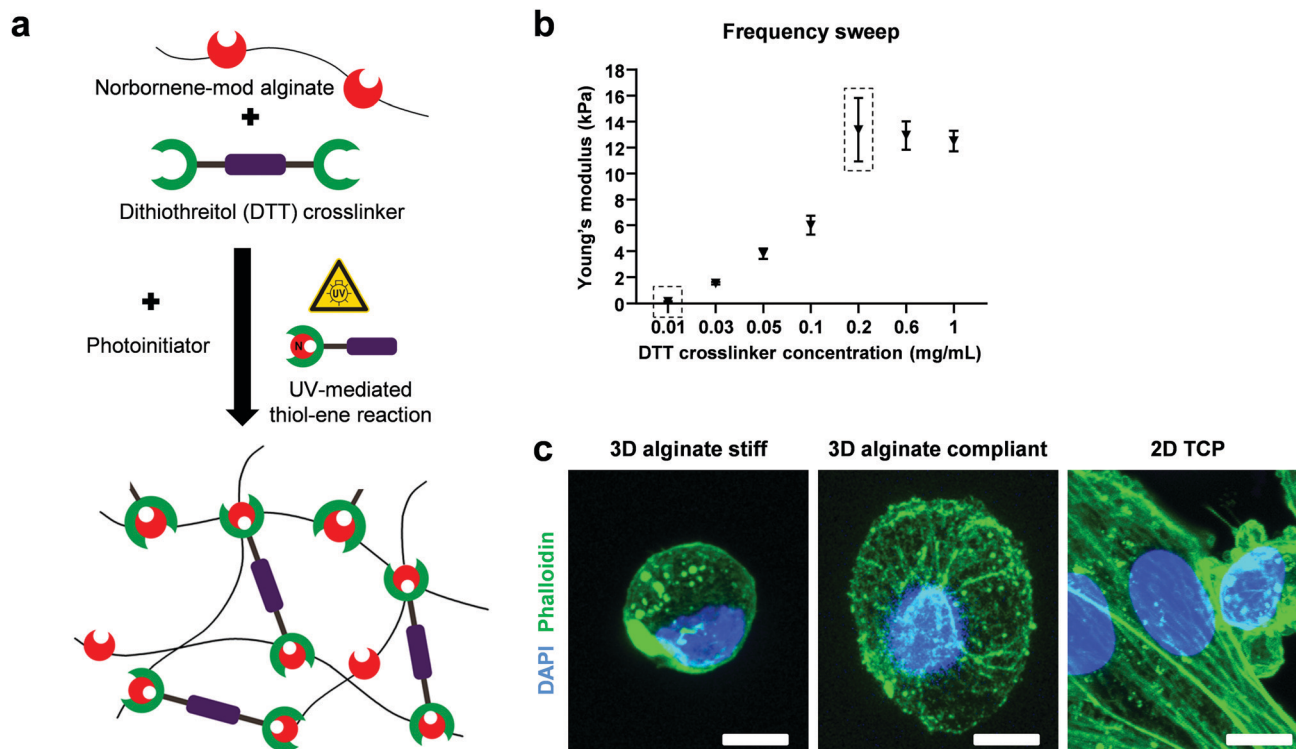 a
Norbornene-mod alginate
+
Dithiothreitol (DTT) crosslinker
+
Photoinitiator
UV
N
UV-mediated
thiol-ene reaction
b
Frequency sweep
Young's modulus (kPa)
18
16
14
12
10
8
6
4
2
0
0.01 0.03 0.05 0.1 0.2 0.6 1
DTT crosslinker concentration (mg/mL)
c
3D alginate stiff 3D alginate compliant 2D TCP
DAPI Phalloidin